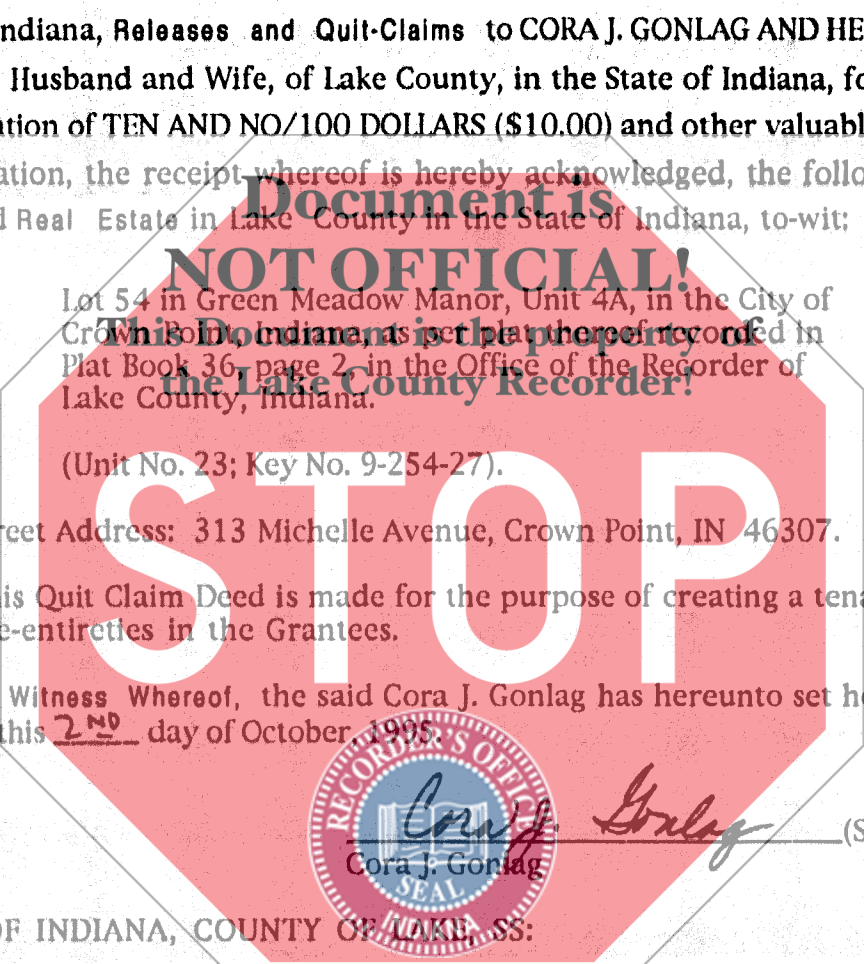 ndiana, Releases and Quit-Claims to CORA J. GONLAG AND HE
Husband and Wife, of Lake County, in the State of Indiana, fo
ation of TEN AND NO/100 DOLLARS ($10.00) and other valuabl
ation, the receipt whereof is hereby acknowledged, the follo
d Real Estate in Lake County in the State of Indiana, to-wit:
Document is
NOT OFFICIAL!
This Document is the property of
the Lake County Recorder!
Lot 54 in Green Meadow Manor, Unit 4A, in the City of
Crown Point, Indiana, as per plat thereof recorded in
Plat Book 36, page 2, in the Office of the Recorder of
Lake County, Indiana.
(Unit No. 23; Key No. 9-254-27).
STOP
reet Address: 313 Michelle Avenue, Crown Point, IN 46307.
is Quit Claim Deed is made for the purpose of creating a tena
e-entireties in the Grantees.
Witness Whereof, the said Cora J. Gonlag has hereunto set he
this 2ND day of October, 1995.
RECORDER'S OFFICE
SEAL
INDIANA
Cora J. Gonlag (S
Cora J. Gonlag
OF INDIANA, COUNTY OF LAKE, SS: